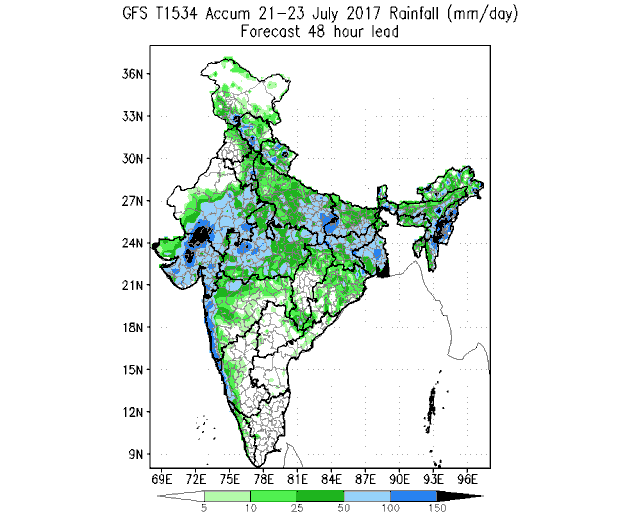 GFS T1534 Accum 21-23 July 2017 Rainfall (mm/day)
Forecast 48 hour lead
36N
33N
30N
27N
24N
21N
18N
15N
12N
9N
69E 72E 75E 78E 81E 84E 87E 90E 93E 96E
5 10 25 50 100 150